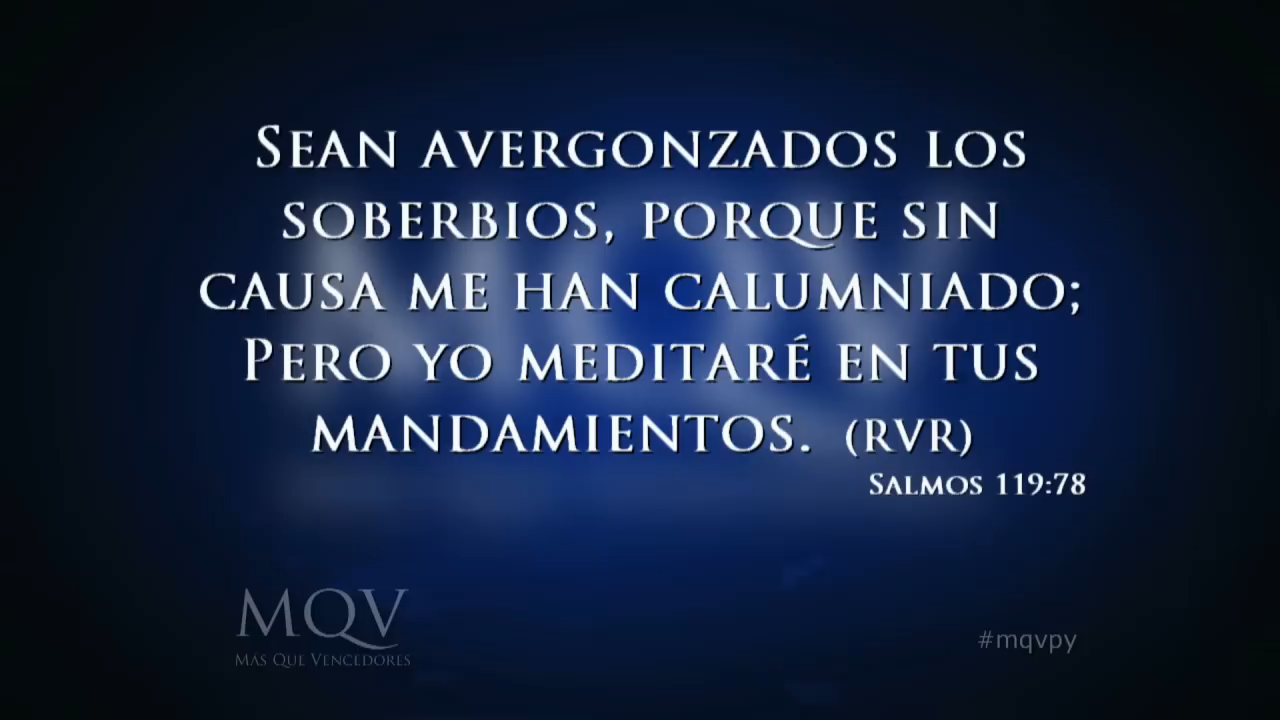 Sean avergonzados los
soberbios, porque sin
causa me han calumniado;
Pero yo meditaré en tus
mandamientos. (RVR)
Salmos 119:78
MQV
Más Que Vencedores
#mqvpy